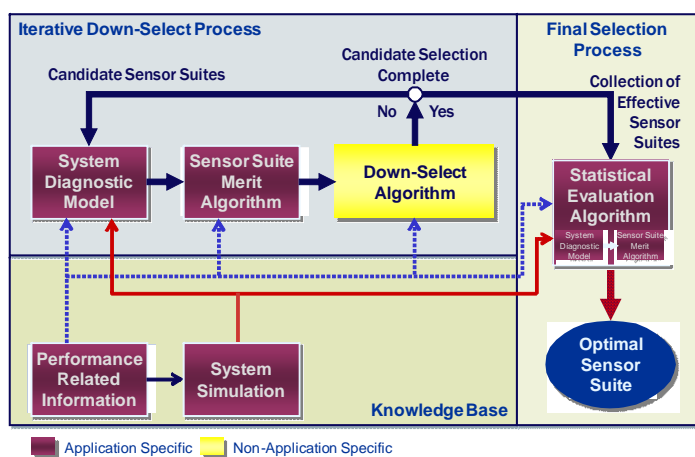 Iterative Down-Select Process
Final Selection
Process
Candidate Selection
Complete
Candidate Sensor Suites
No
Yes
Collection of
Effective
Sensor
Suites
System
Diagnostic
Model
Sensor Suite
Merit
Algorithm
Down-Select
Algorithm
Statistical
Evaluation
Algorithm
System
Diagnostic
Model
Sensor Suite
Merit
Algorithm
Performance
Related
Information
System
Simulation
Optimal
Sensor
Suite
Knowledge Base
Application Specific
Non-Application Specific